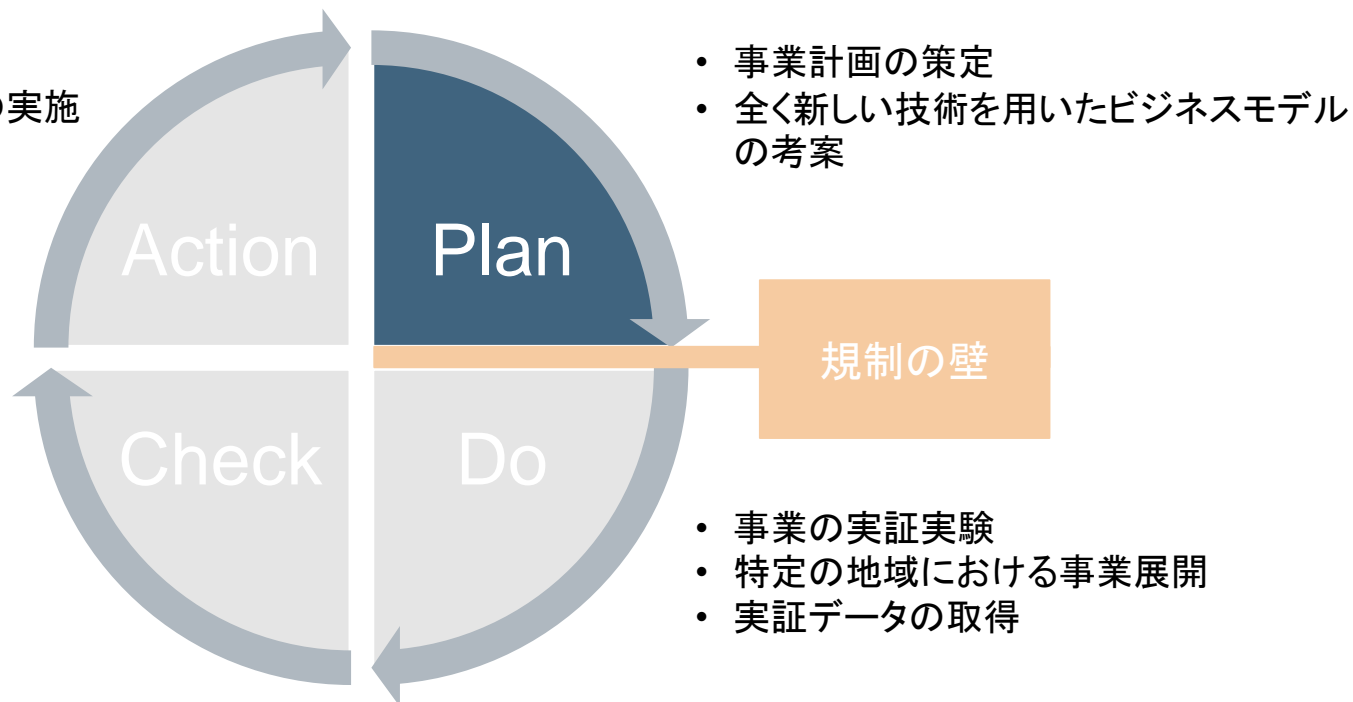 • 事業計画の策定
• 全く新しい技術を用いたビジネスモデル
の考案
の実施
Action
Plan
規制の壁
Check
Do
• 事業の実証実験
• 特定の地域における事業展開
• 実証データの取得